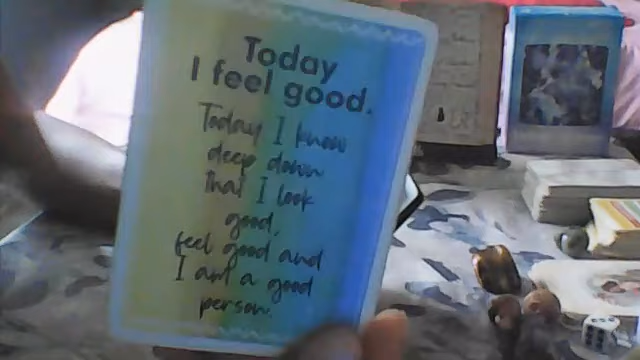 Today
I feel good.
Today I know
deep down
that I look
good,
feel good and
I am a good
person.